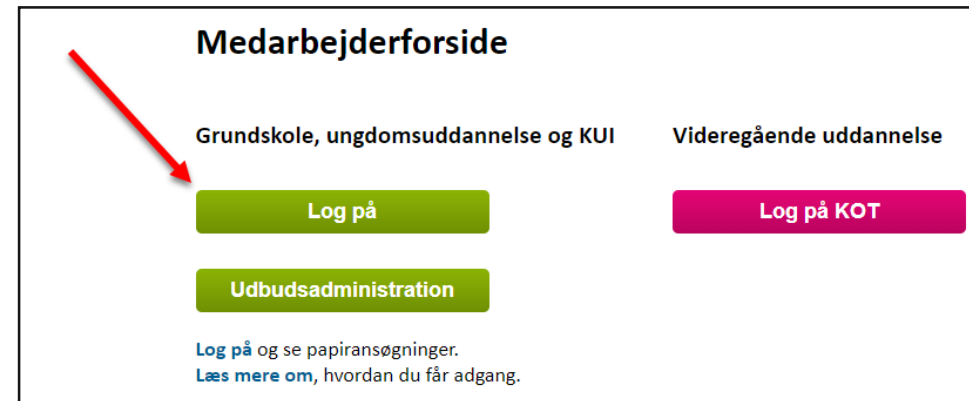 Medarbejderforside
Grundskole, ungdomsuddannelse og KUI
Videregående uddannelse
Log på
Log på KOT
Udbudsadministration
Log på og se papiransøgninger.
Læs mere om, hvordan du får adgang.